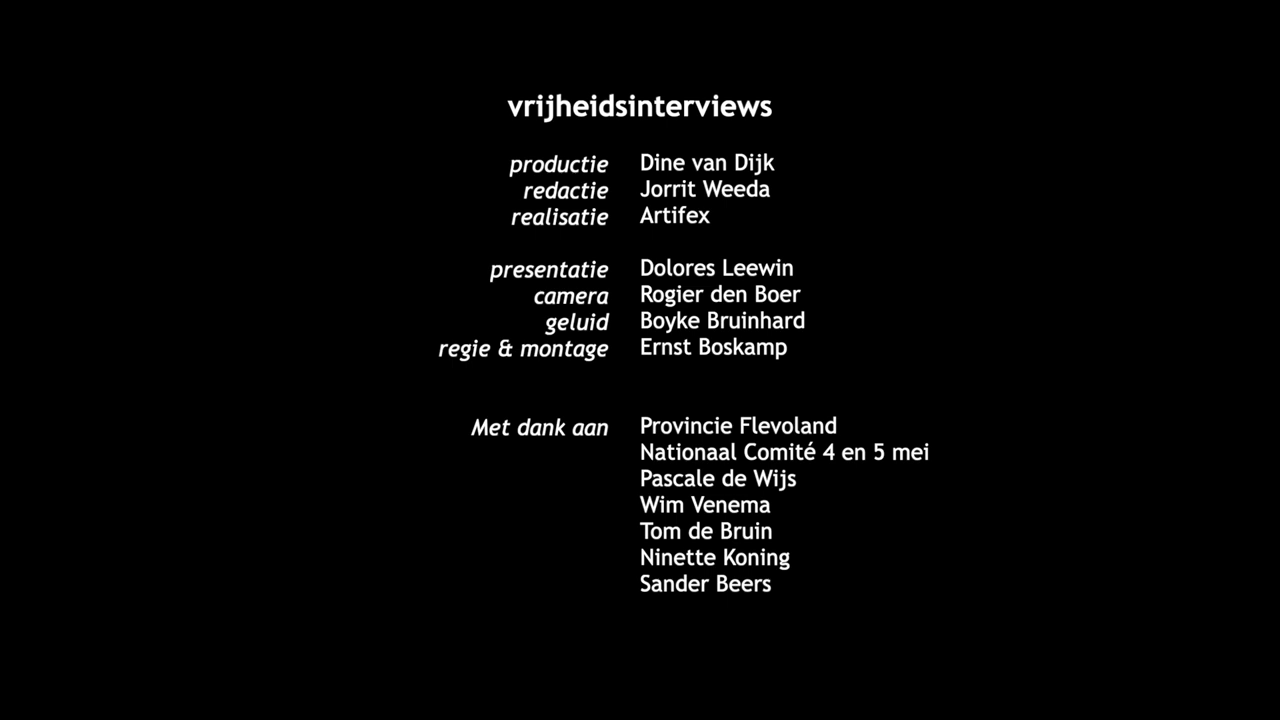 vrijheidsinterviews
productie Dine van Dijk
redactie Jorrit Weeda
realisatie Artifex
presentatie Dolores Leewin
camera Rogier den Boer
geluid Boyke Bruinhard
regie & montage Ernst Boskamp
Met dank aan Provincie Flevoland
Nationaal Comité 4 en 5 mei
Pascale de Wijs
Wim Venema
Tom de Bruin
Ninette Koning
Sander Beers